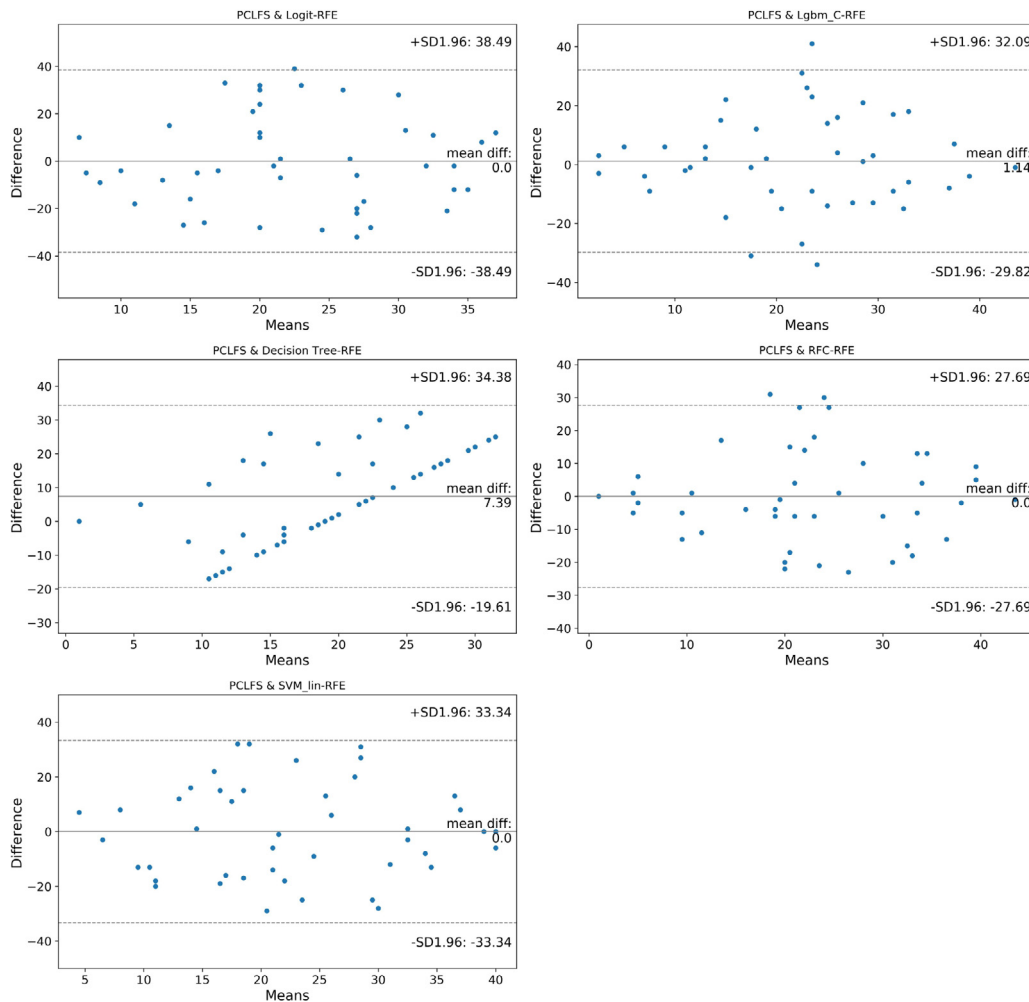 PCLFS & Logit-RFE
+SD1.96: 38.49
40
20
0
−20
−40
Difference
mean diff:
0.0
-SD1.96: -38.49
10 15 20 25 30 35
Means
PCLFS & Lgbm_C-RFE
+SD1.96: 32.09
40
20
0
−20
−40
Difference
mean diff:
1.14
-SD1.96: -29.82
10 20 30 40
Means
PCLFS & Decision Tree-RFE
+SD1.96: 34.38
40
30
20
10
0
−10
−20
−30
Difference
mean diff:
7.39
-SD1.96: -19.61
0 5 10 15 20 25 30
Means
PCLFS & RFC-RFE
+SD1.96: 27.69
40
30
20
10
0
−10
−20
−30
−40
Difference
mean diff:
0.0
-SD1.96: -27.69
0 10 20 30 40
Means
PCLFS & SVM_lin-RFE
+SD1.96: 33.34
40
20
0
−20
−40
Difference
mean diff:
0.0
-SD1.96: -33.34
5 10 15 20 25 30 35 40
Means